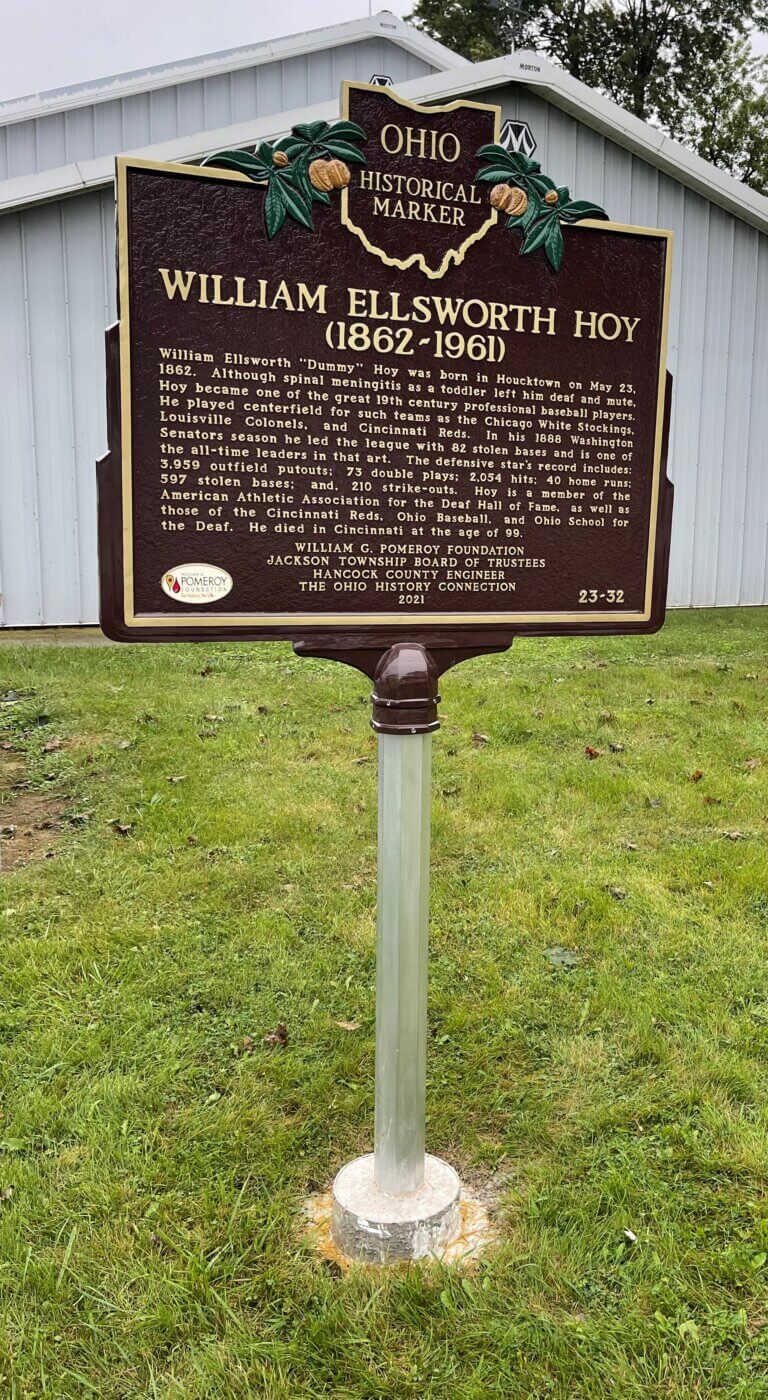 MORTON
MORTON
OHIO
HISTORICAL
MARKER
WILLIAM ELLSWORTH HOY
(1862-1961)
William Ellsworth "Dummy" Hoy was born in Houcktown on May 23,
1862. Although spinal meningitis as a toddler left him deaf and mute,
Hoy became one of the great 19th century professional baseball players.
He played centerfield for such teams as the Chicago White Stockings,
Louisville Colonels, and Cincinnati Reds. In his 1888 Washington
Senators season he led the league with 82 stolen bases and is one of
the all-time leaders in that art. The defensive star's record includes:
3,959 outfield putouts; 73 double plays; 2,054 hits; 40 home runs;
597 stolen bases; and, 210 strike-outs. Hoy is a member of the
American Athletic Association for the Deaf Hall of Fame, as well as
those of the Cincinnati Reds, Ohio Baseball, and Ohio School for
the Deaf. He died in Cincinnati at the age of 99.
WILLIAM G. POMEROY FOUNDATION
JACKSON TOWNSHIP BOARD OF TRUSTEES
HANCOCK COUNTY ENGINEER
THE OHIO HISTORY CONNECTION
2021
23-32
POMEROY
FOUNDATION